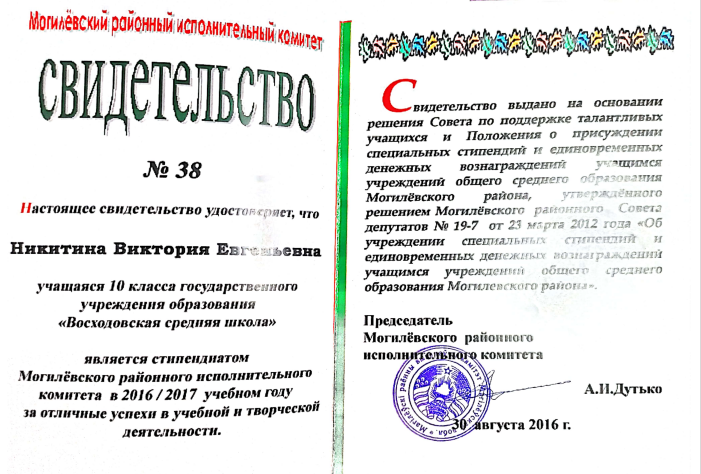 Могилёвский районный исполнительный комитет
свидетельство
№ 38
Настоящее свидетельство удостоверяет, что
Никитина Виктория Евгеньевна
учащаяся 10 класса государственного
учреждения образования
«Восходовская средняя школа»
является стипендиатом
Могилёвского районного исполнительного
комитета в 2016 / 2017 учебном году
за отличные успехи в учебной и творческой
деятельности.
Свидетельство выдано на основании
решения Совета по поддержке талантливых
учащихся и Положения о присуждении
специальных стипендий и единовременных
денежных вознаграждений учащимся
учреждений общего среднего образования
Могилевского района, утверждённого
решением Могилёвского районного Совета
депутатов № 19-7 от 23 марта 2012 года «Об
учреждении специальных стипендий и
единовременных денежных вознаграждений
учащимся учреждений общего среднего
образования Могилевского района».
Председатель
Могилёвского районного
исполнительного комитета
А.И.Дутько
30 августа 2016 г.